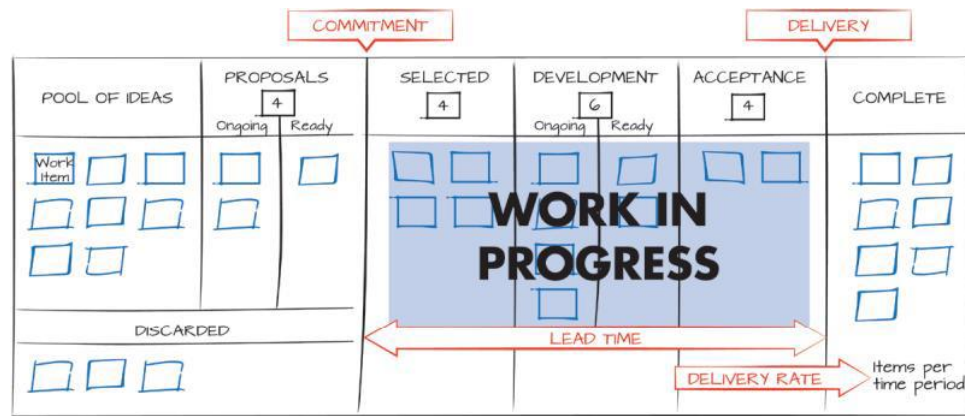 COMMITMENT
DELIVERY
POOL OF IDEAS
PROPOSALS
4
Ongoing
Ready
SELECTED
4
DEVELOPMENT
6
Ongoing
Ready
ACCEPTANCE
4
COMPLETE
Work
Item
WORK IN
PROGRESS
DISCARDED
LEAD TIME
DELIVERY RATE
Items per
time period